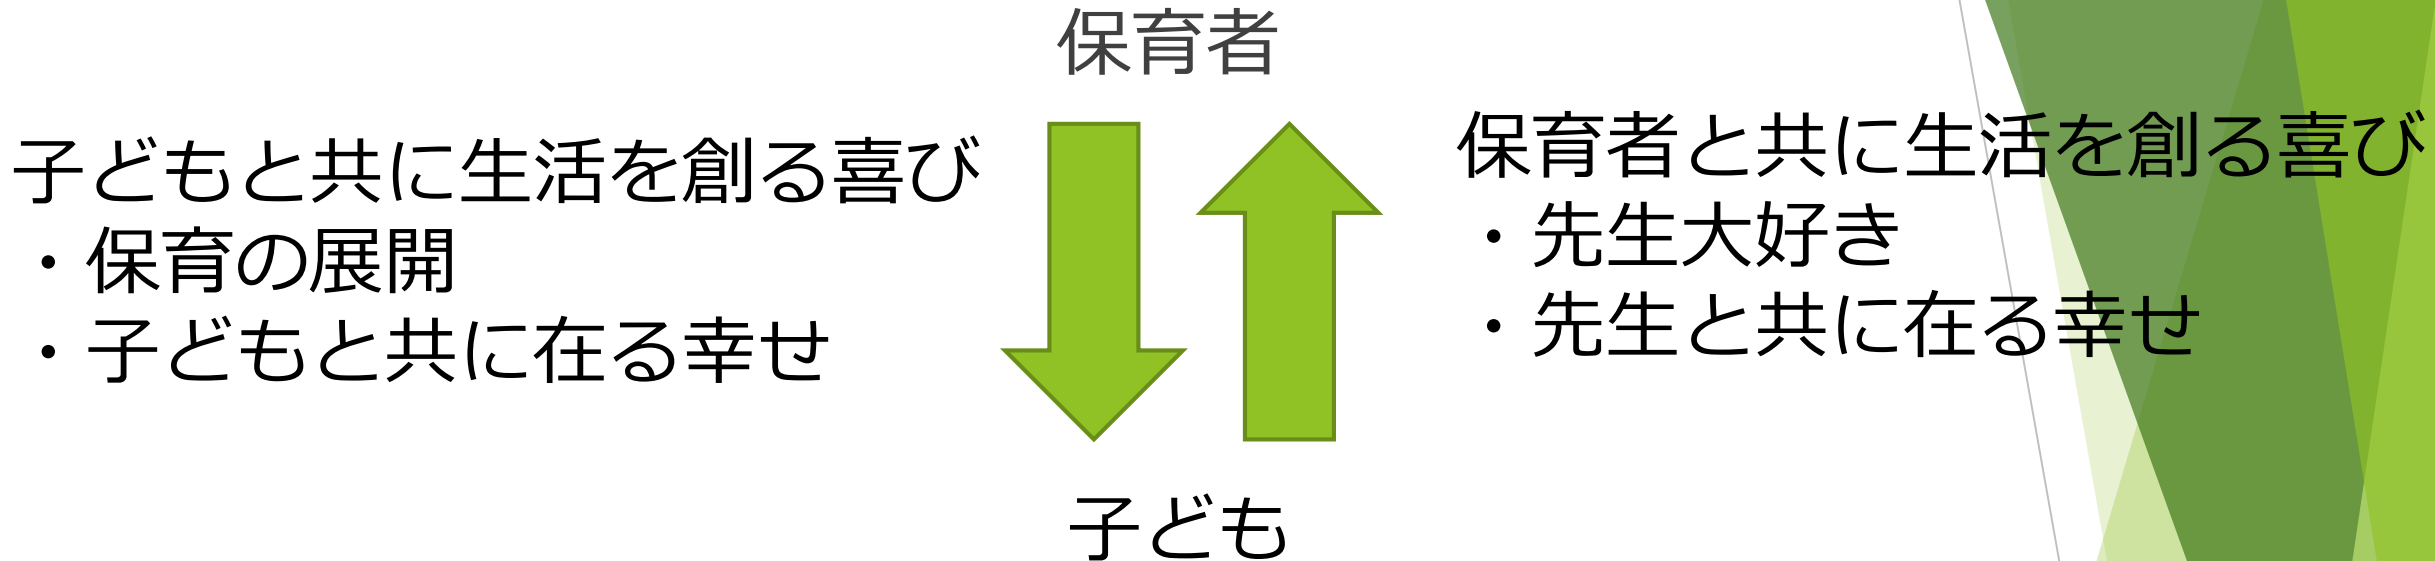 保育者
子どもと共に生活を創る喜び
・保育の展開
・子どもと共に在る幸せ
保育者と共に生活を創る喜び
・先生大好き
・先生と共に在る幸せ
子ども